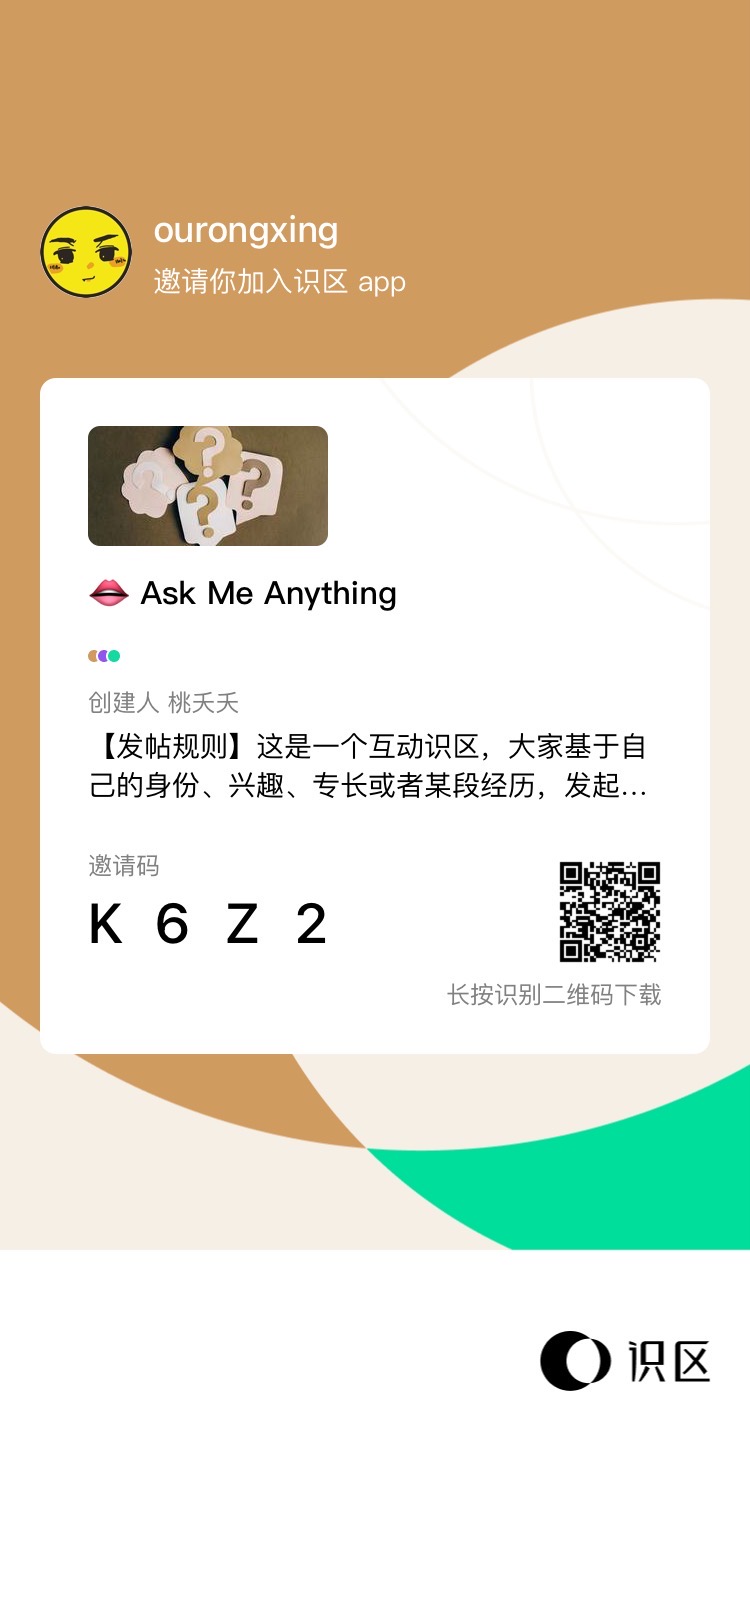 ourongxing
邀请你加入识区 app
👄 Ask Me Anything
创建人 桃夭夭
【发帖规则】这是一个互动识区，大家基于自
己的身份、兴趣、专长或者某段经历，发起...
邀请码
K 6 Z 2
长按识别二维码下载
识区